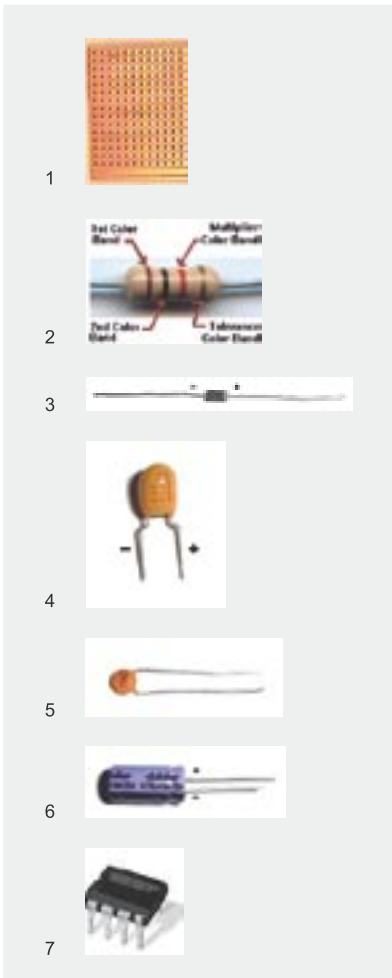 1
1st Color
Band
Multiplier
Color Band
2nd Color
Band
Tolerance
Color Band
2
3
- +
4
5
6
7